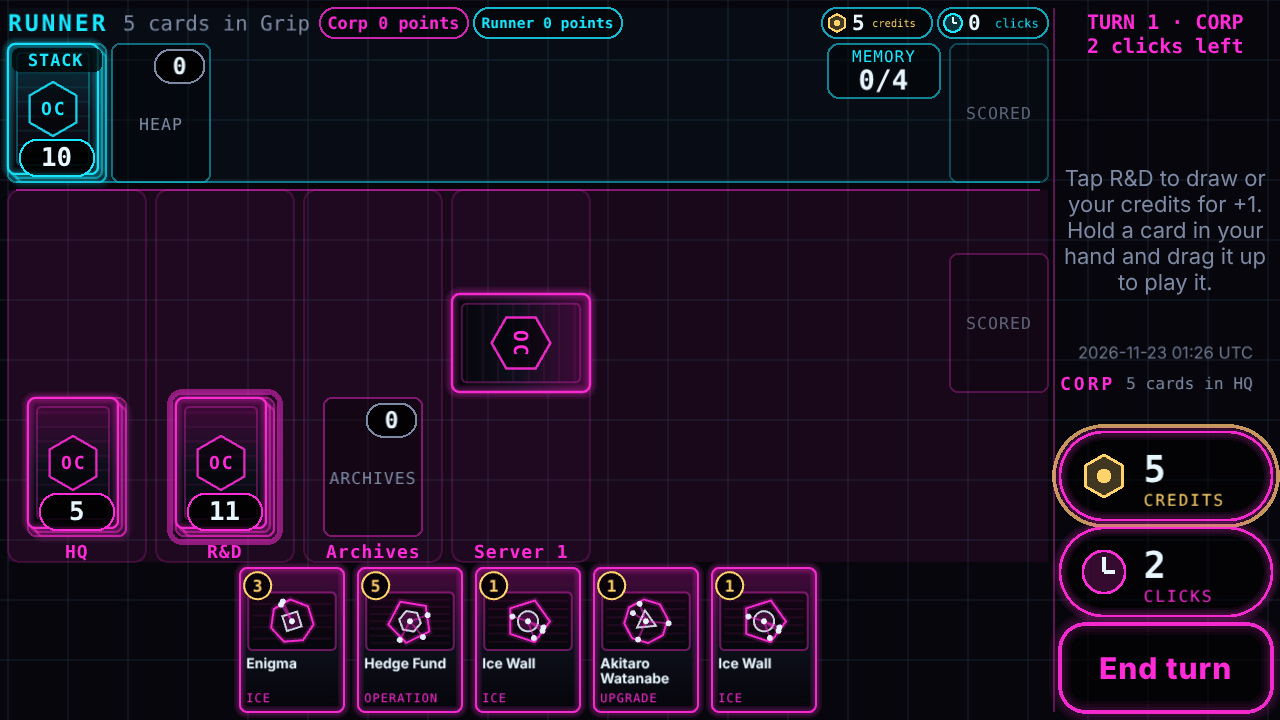 RUNNER 5 cards in Grip Corp 0 points Runner 0 points 5 credits 0 clicks
TURN 1 · CORP
2 clicks left
STACK
OC
10
0
HEAP
MEMORY
0/4
SCORED
Tap R&D to draw or
your credits for +1.
Hold a card in your
hand and drag it up
to play it.
OC
SCORED
2026-11-23 01:26 UTC
CORP 5 cards in HQ
OC
5
HQ
OC
11
R&D
0
ARCHIVES
Archives
Server 1
5
CREDITS
2
CLICKS
End turn
3
Enigma
ICE
5
Hedge Fund
OPERATION
1
Ice Wall
ICE
1
Akitaro
Watanabe
UPGRADE
1
Ice Wall
ICE